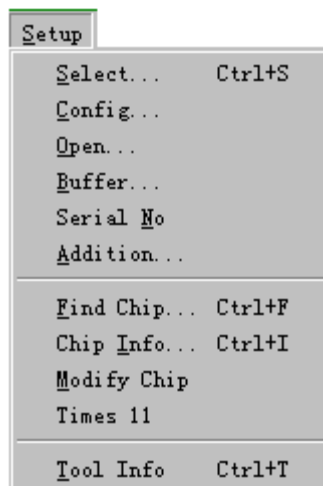 Setup
Select... Ctrl+S
Config...
Open...
Buffer...
Serial No
Addition...
Find Chip... Ctrl+F
Chip Info... Ctrl+I
Modify Chip
Times 11
Tool Info Ctrl+T